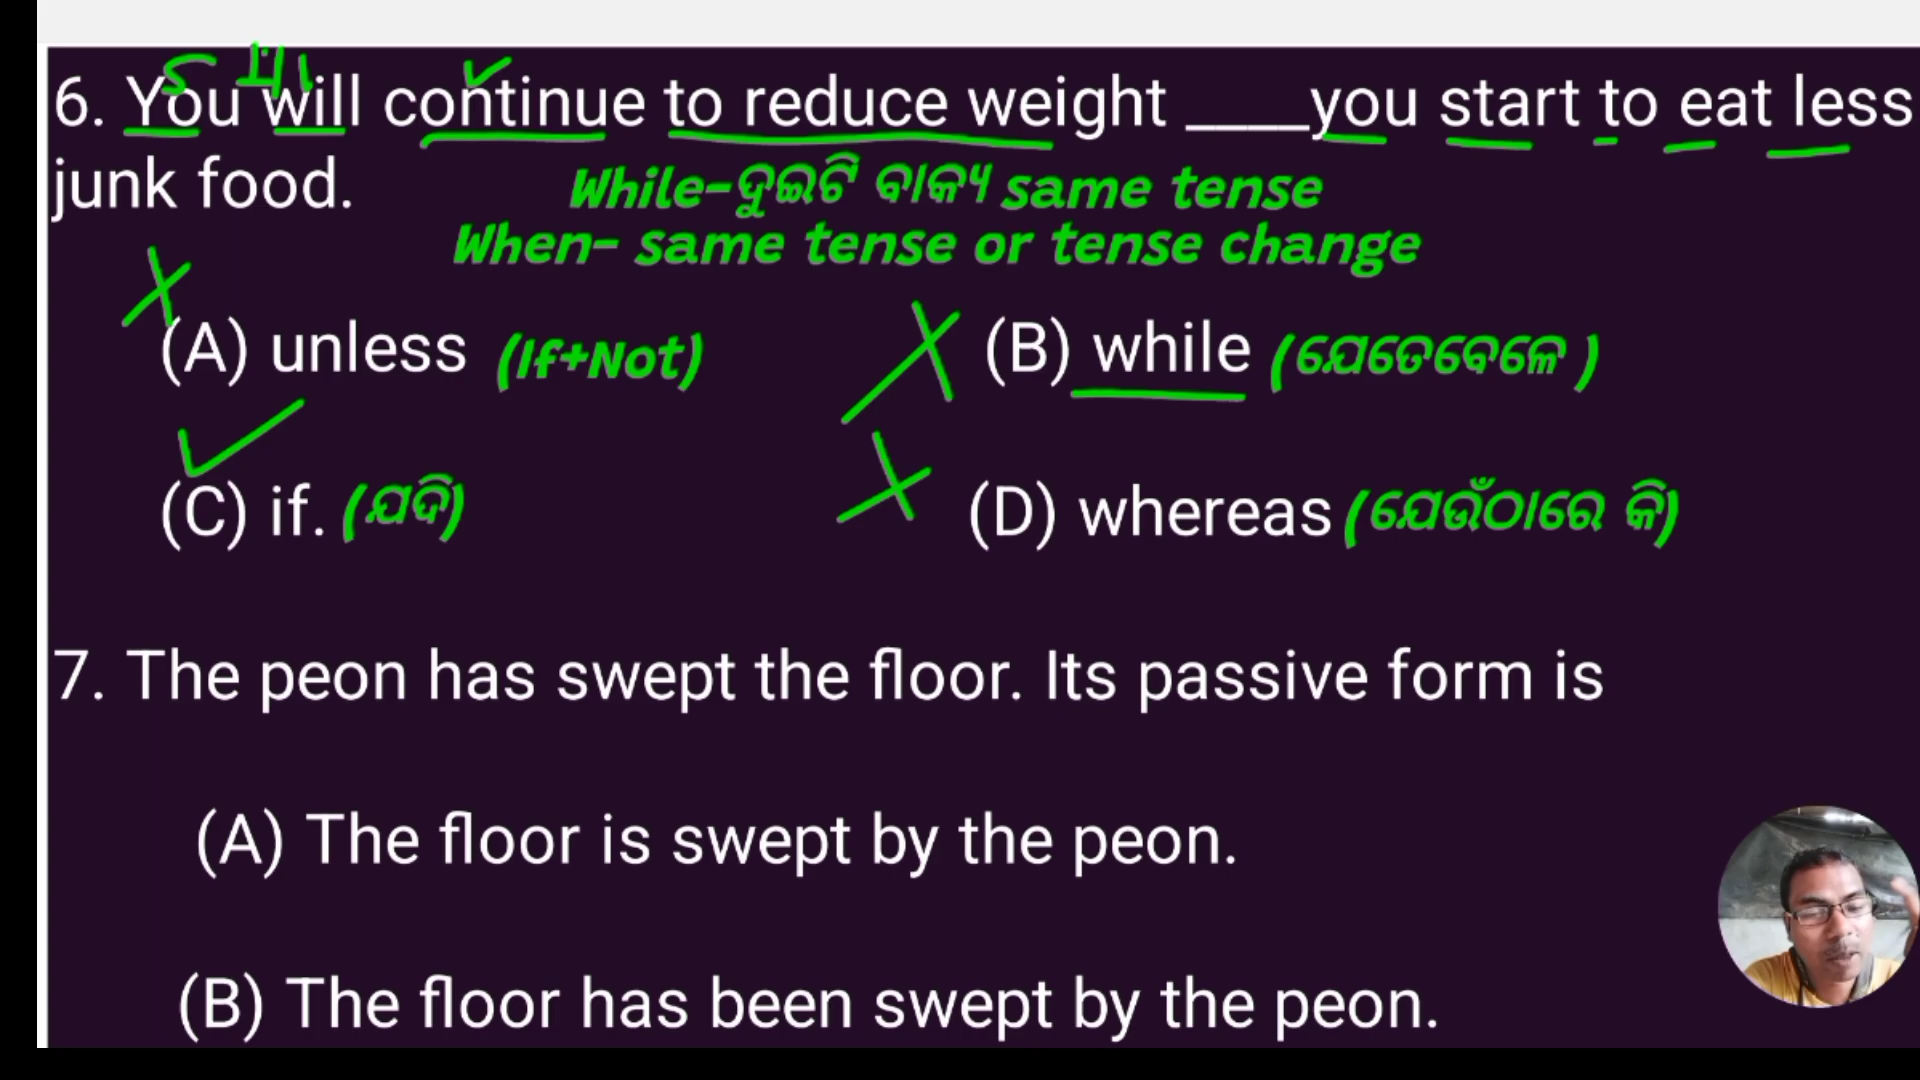 6. You will continue to reduce weight ____you start to eat less
junk food.
While-ଦୁଇଟି ବାକ୍ୟ same tense
When- same tense or tense change
(A) unless (If+Not)
(B) while (ଯେତେବେଳେ )
(C) if. (ଯଦି)
(D) whereas (ଯେଉଁଠାରେ କି)
7. The peon has swept the floor. Its passive form is
(A) The floor is swept by the peon.
(B) The floor has been swept by the peon.